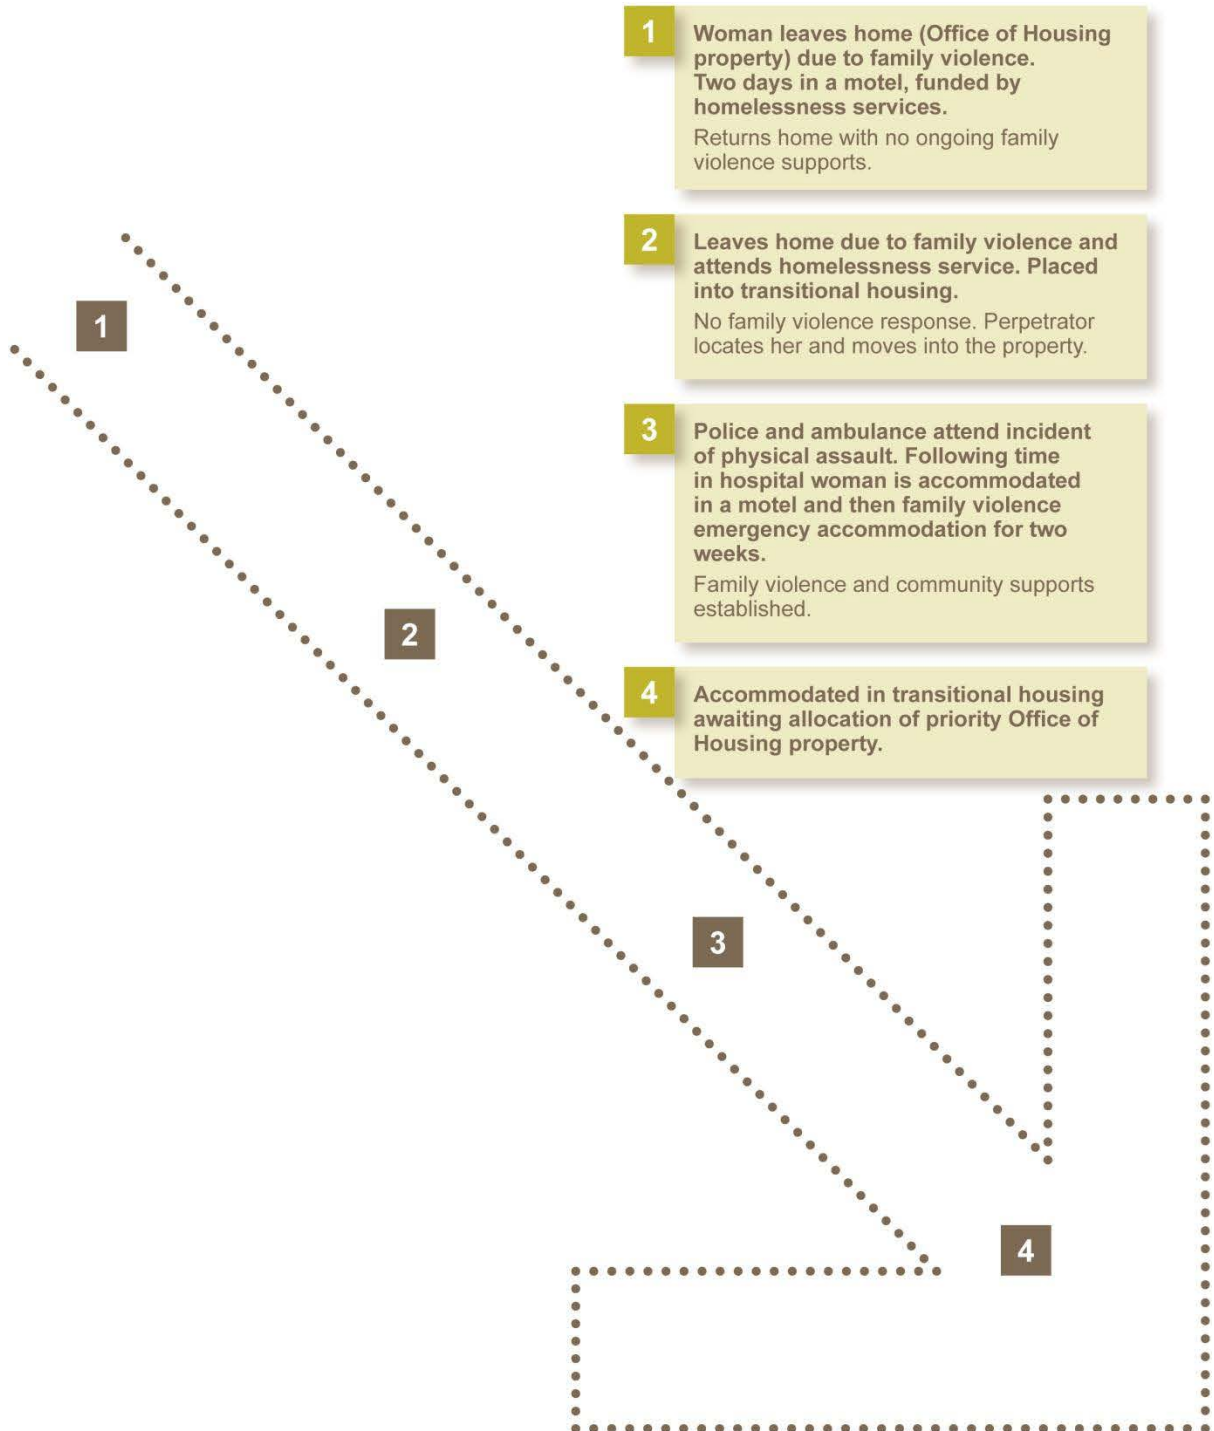 1
Woman leaves home (Office of Housing
property) due to family violence.
Two days in a motel, funded by
homelessness services.
Returns home with no ongoing family
violence supports.
2
Leaves home due to family violence and
attends homelessness service. Placed
into transitional housing.
No family violence response. Perpetrator
locates her and moves into the property.
3
Police and ambulance attend incident
of physical assault. Following time
in hospital woman is accommodated
in a motel and then family violence
emergency accommodation for two
weeks.
Family violence and community supports
established.
4
Accommodated in transitional housing
awaiting allocation of priority Office of
Housing property.
1
2
3
4